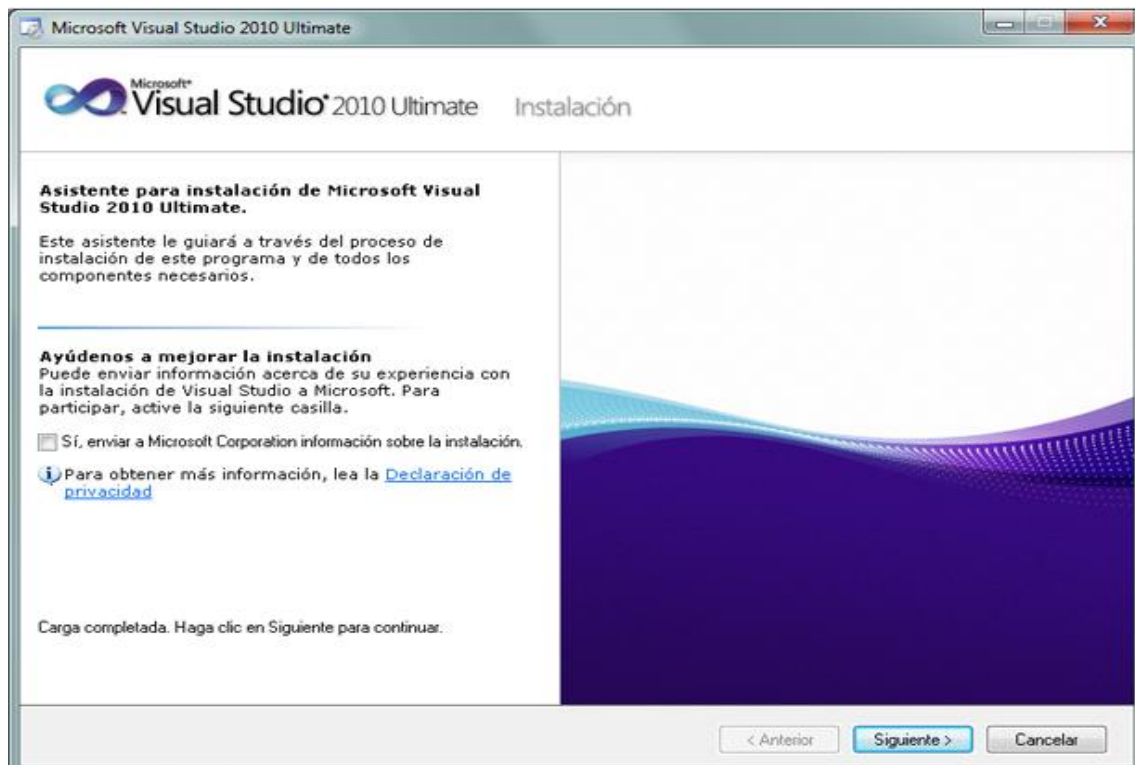 Microsoft Visual Studio 2010 Ultimate
Microsoft®
Visual Studio® 2010 Ultimate Instalación
Asistente para instalación de Microsoft Visual
Studio 2010 Ultimate.
Este asistente le guiará a través del proceso de
instalación de este programa y de todos los
componentes necesarios.
Ayúdenos a mejorar la instalación
Puede enviar información acerca de su experiencia con
la instalación de Visual Studio a Microsoft. Para
participar, active la siguiente casilla.
Sí, enviar a Microsoft Corporation información sobre la instalación.
Para obtener más información, lea la Declaración de
privacidad
Carga completada. Haga clic en Siguiente para continuar.
< Anterior Siguiente > Cancelar